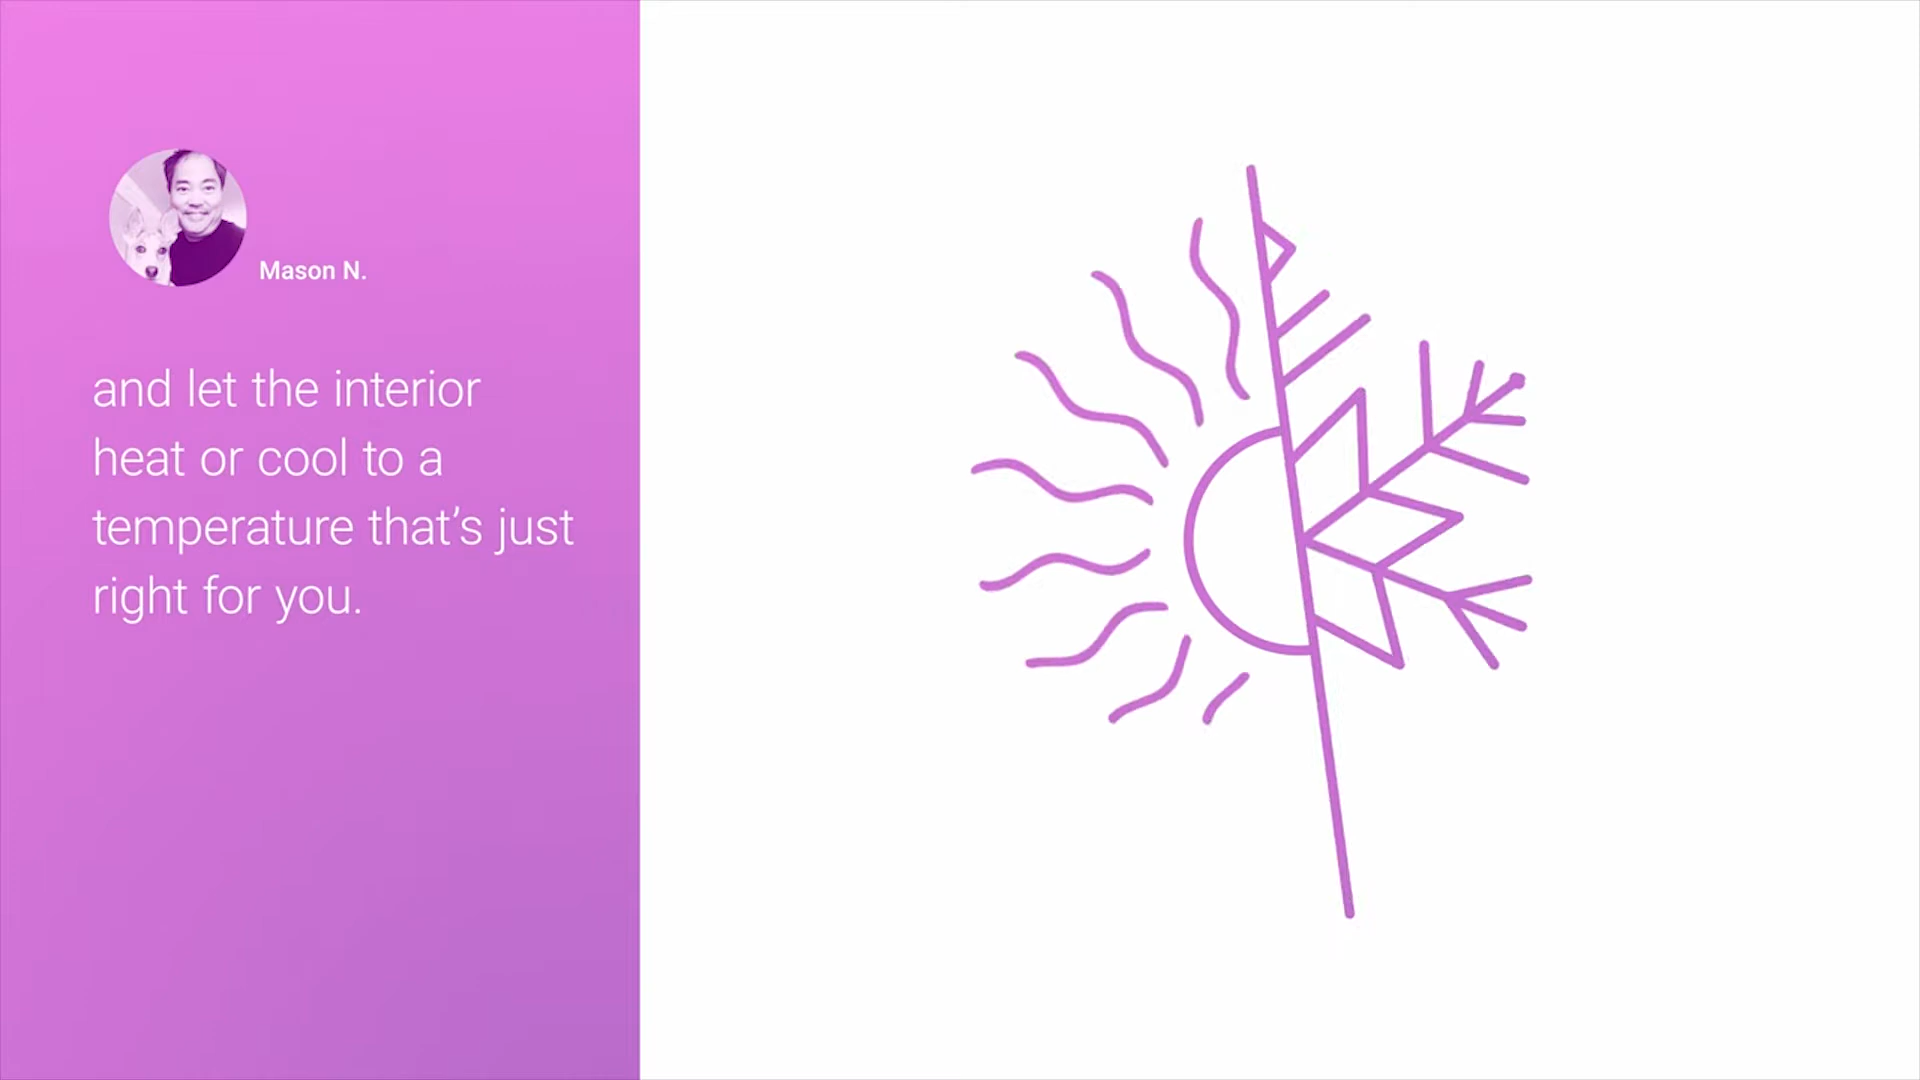 Mason N.
and let the interior
heat or cool to a
temperature that’s just
right for you.